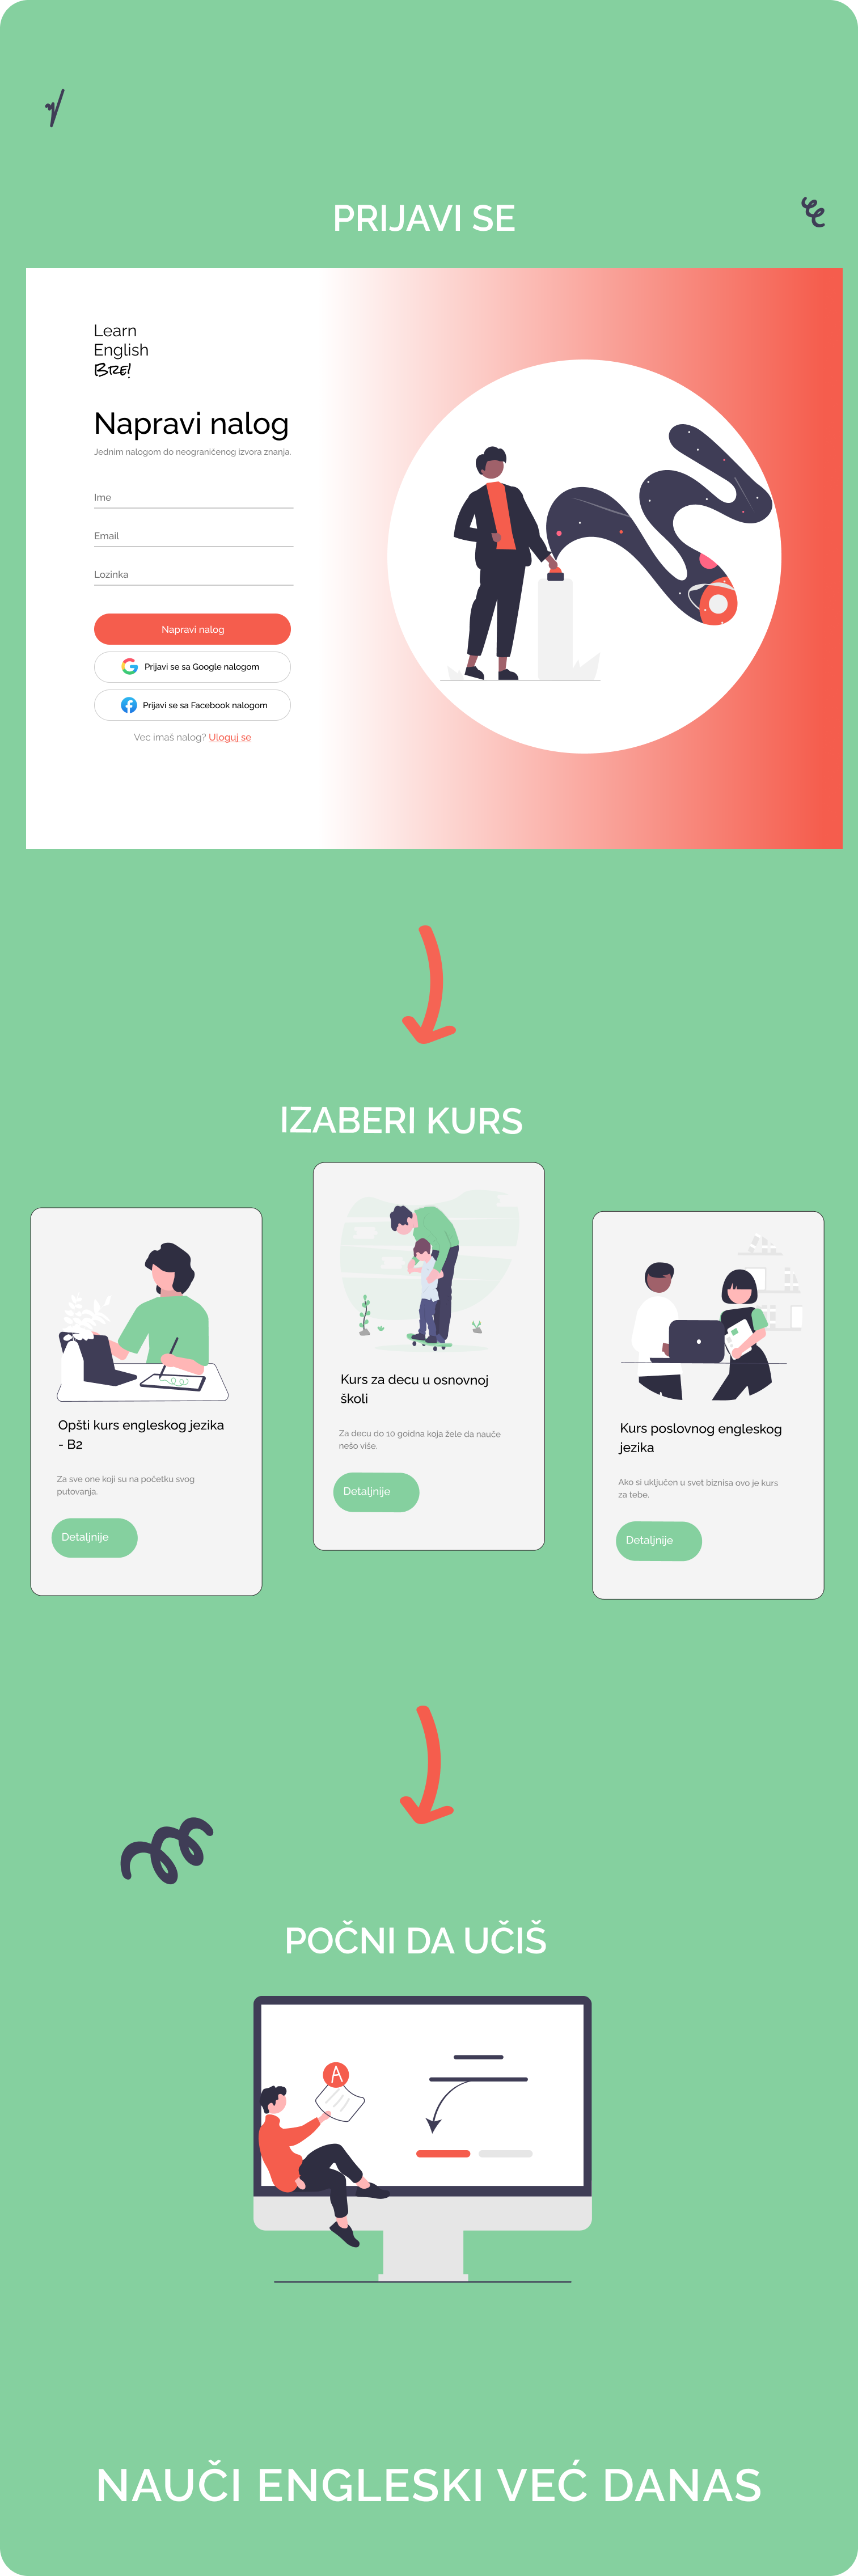 PRIJAVI SE
Learn
English
Bre!
Napravi nalog
Jednim nalogom do neograničenog izvora znanja.
Ime
Email
Lozinka
Napravi nalog
Prijavi se sa Google nalogom
Prijavi se sa Facebook nalogom
Vec imaš nalog? Uloguj se
IZABERI KURS
Opšti kurs engleskog jezika
- B2
Za sve one koji su na početku svog
putovanja.
Detaljnije
Kurs za decu u osnovnoj
školi
Za decu do 10 goidna koja žele da nauče
nešo više.
Detaljnije
Kurs poslovnog engleskog
jezika
Ako si uključen u svet biznisa ovo je kurs
za tebe.
Detaljnije
POČNI DA UČIŠ
A
NAUČI ENGLESKI VEĆ DANAS